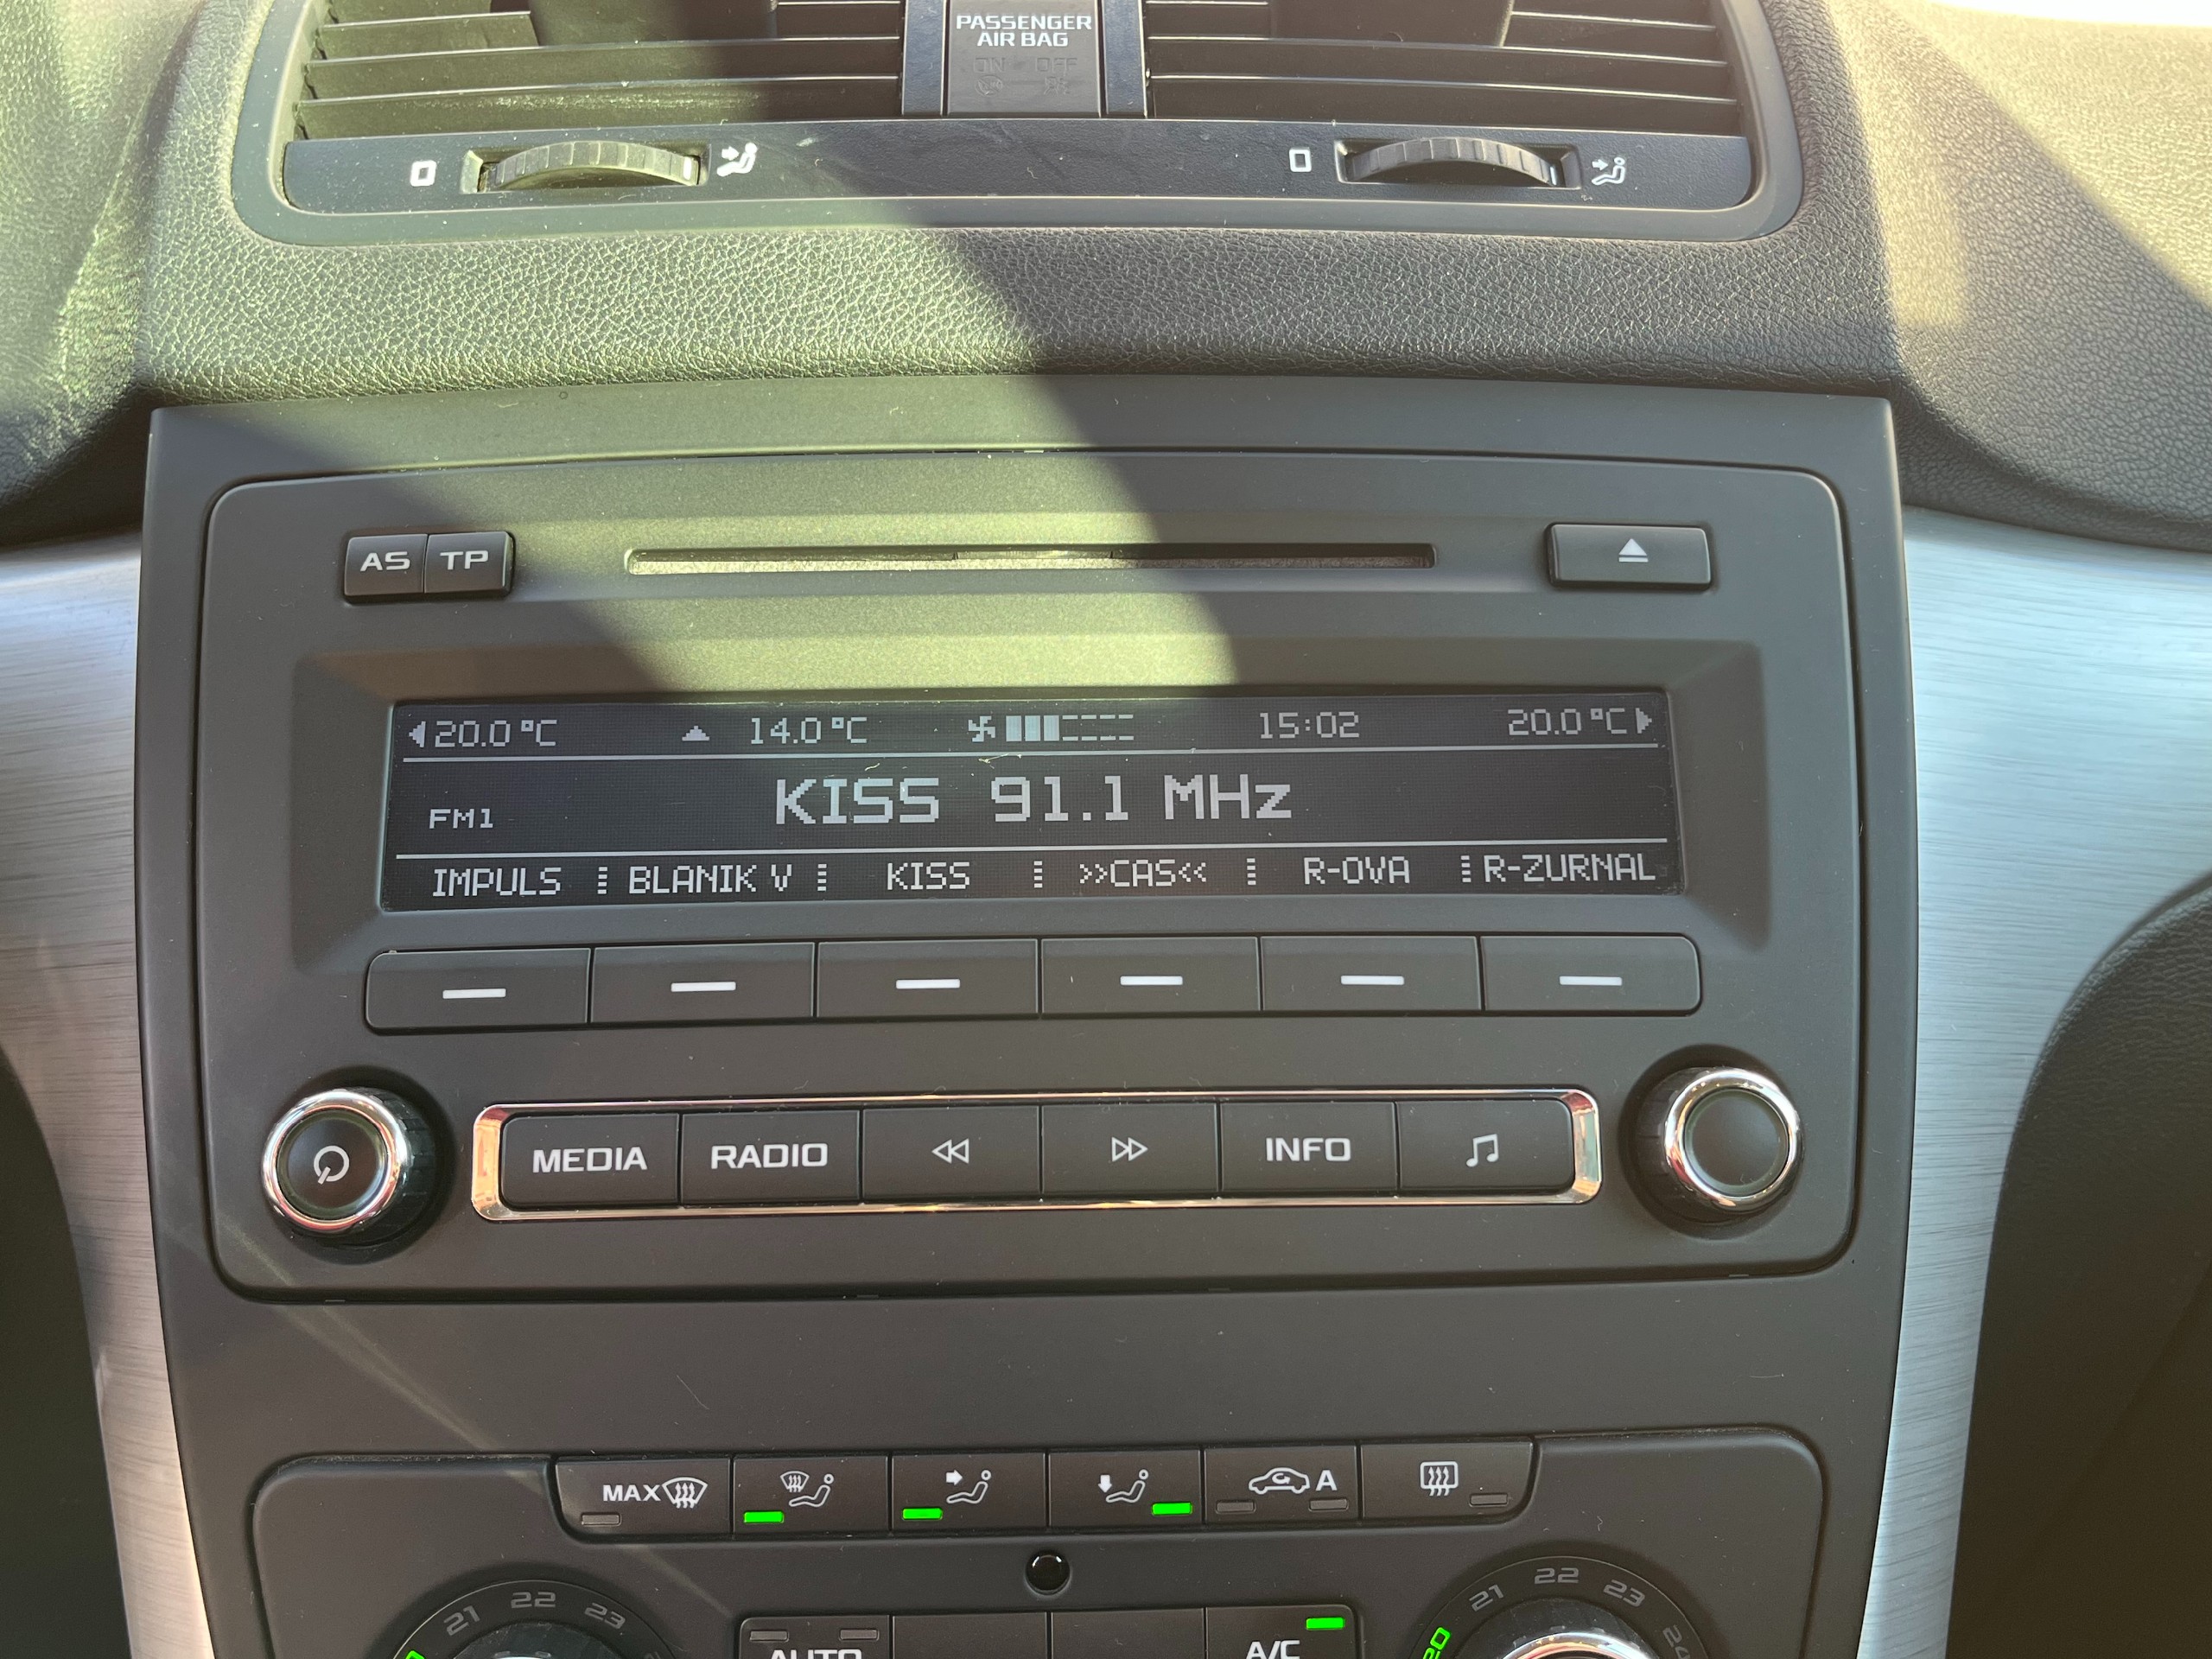 PASSENGER
AIR BAG
ON OFF
AS TP
20.0°C 14.0°C 15:02 20.0°C
FM1 KISS 91.1 MHz
IMPULS BLANIK V KISS >>CAS<< R-OVA R-ZURNAL
MEDIA RADIO INFO
MAX A
21 22 23 21 22 23 24
20
AUTO A/C